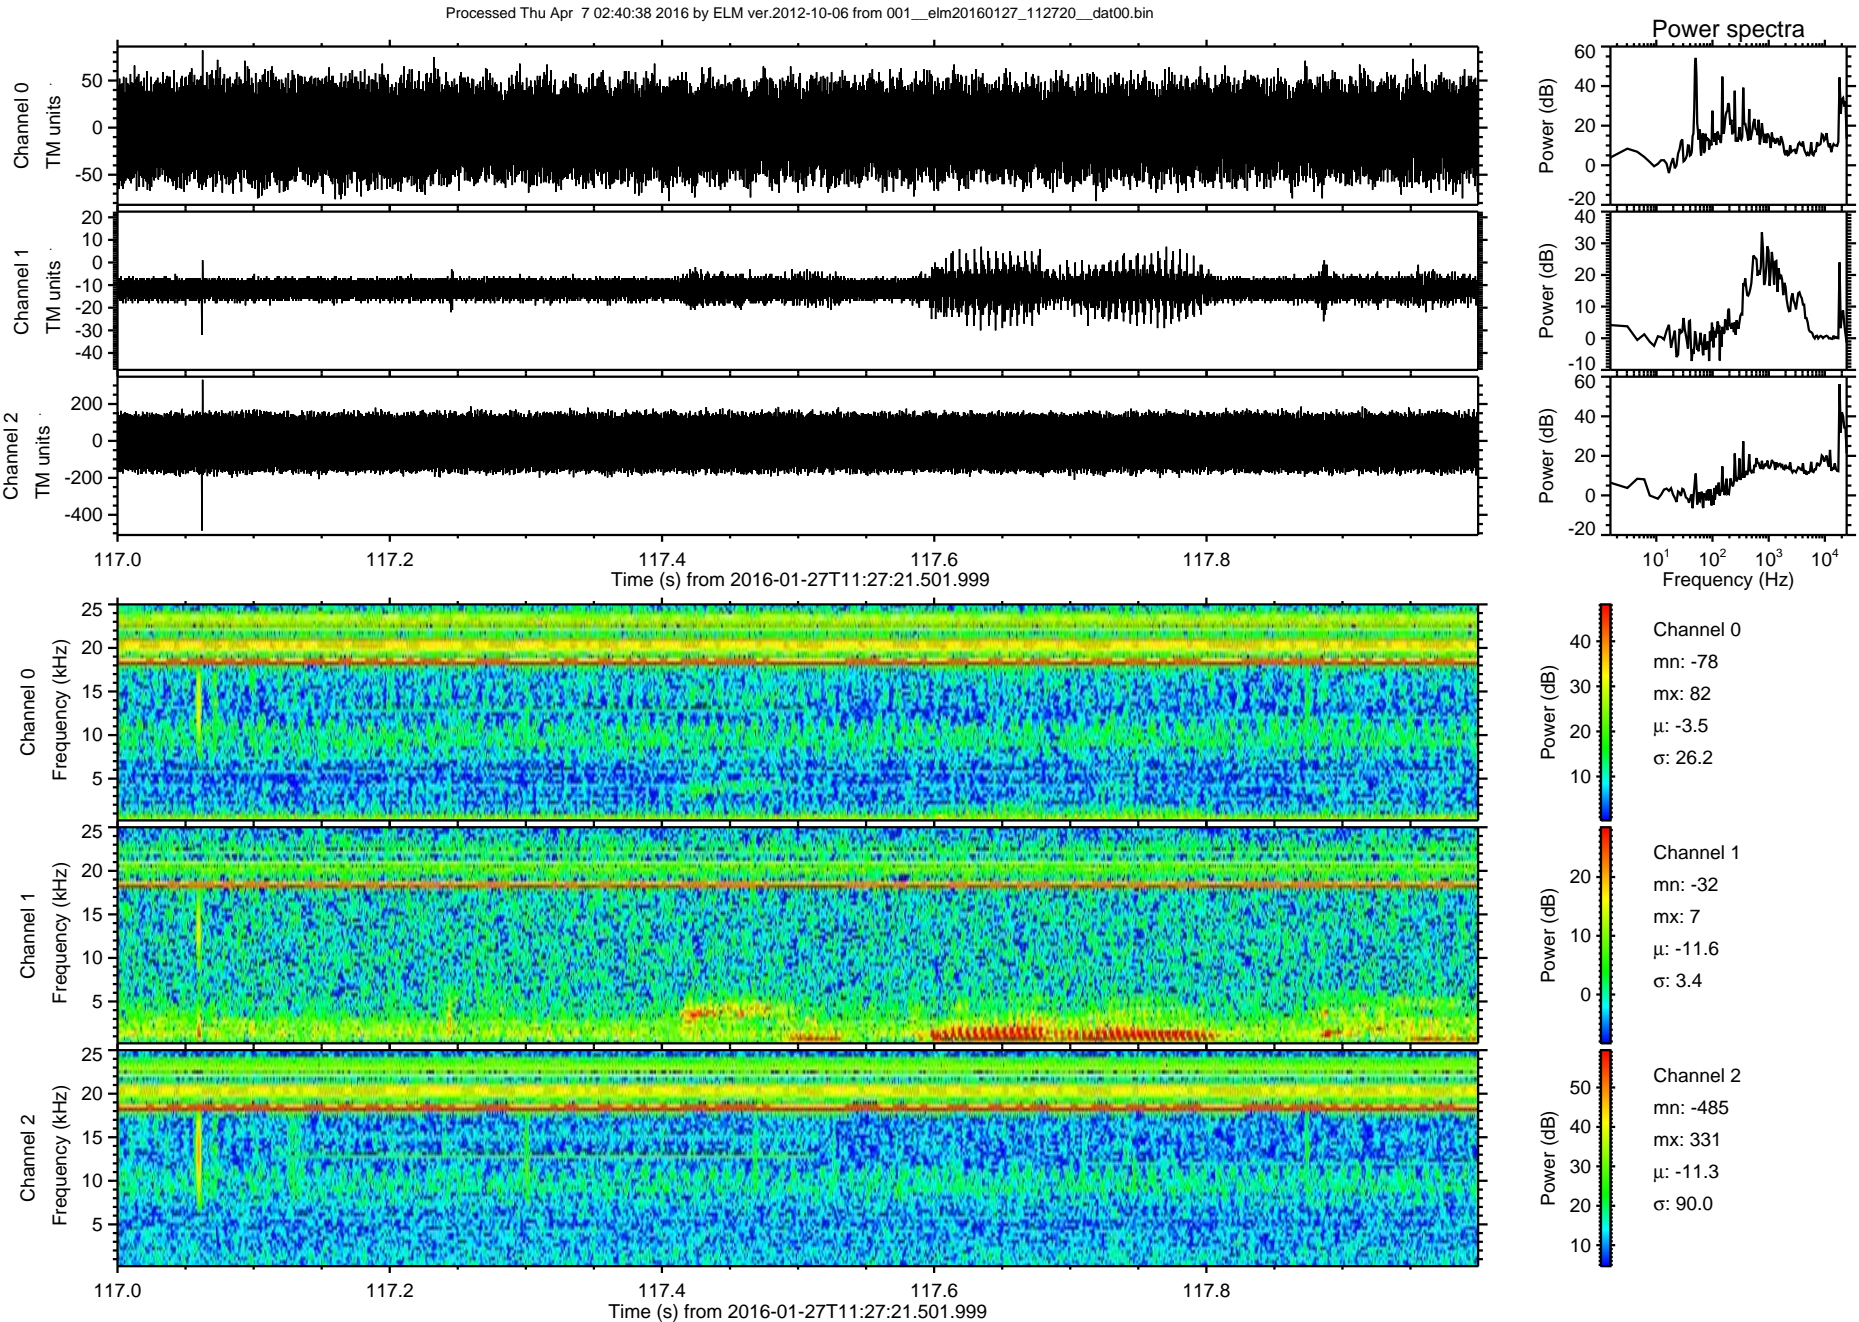 Processed Thu Apr  7 02:40:38 2016 by ELM ver.2012-10-06 from 001__elm20160127_112720__dat00.bin
Power spectra
Channel 0
TM units
50
0
-50
Power (dB)
60
40
20
0
-20
Channel 1
TM units
20
10
0
-10
-20
-30
-40
Power (dB)
40
30
20
10
0
-10
Channel 2
TM units
200
0
-200
-400
Power (dB)
60
40
20
0
-20
117.0 117.2 117.4 117.6 117.8
Time (s) from 2016-01-27T11:27:21.501.999
10¹ 10² 10³ 10⁴
Frequency (Hz)
Channel 0
Frequency (kHz)
25
20
15
10
5
Power (dB)
40
30
20
10
Channel 0
mn: -78
mx: 82
μ: -3.5
σ: 26.2
Channel 1
Frequency (kHz)
25
20
15
10
5
Power (dB)
20
10
0
Channel 1
mn: -32
mx: 7
μ: -11.6
σ: 3.4
Channel 2
Frequency (kHz)
25
20
15
10
5
Power (dB)
50
40
30
20
10
Channel 2
mn: -485
mx: 331
μ: -11.3
σ: 90.0
117.0 117.2 117.4 117.6 117.8
Time (s) from 2016-01-27T11:27:21.501.999